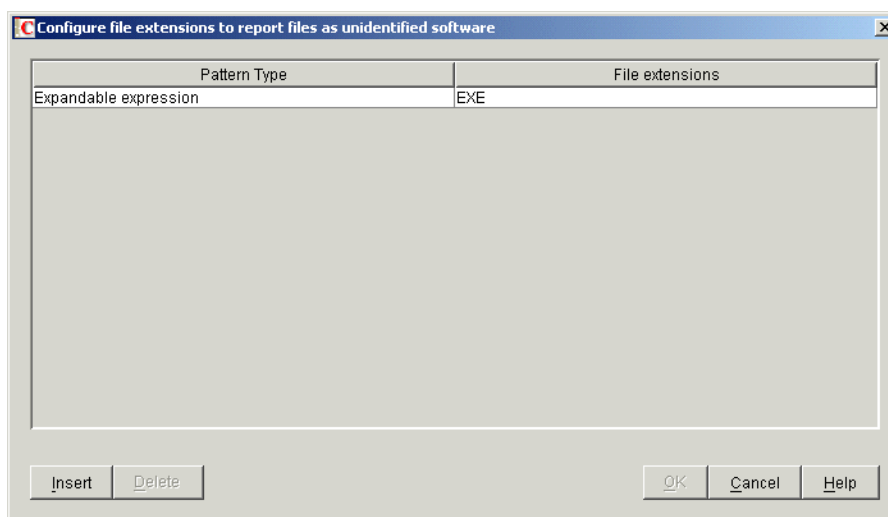 Configure file extensions to report files as unidentified software
Pattern Type File extensions
Expandable expression EXE
Insert Delete OK Cancel Help